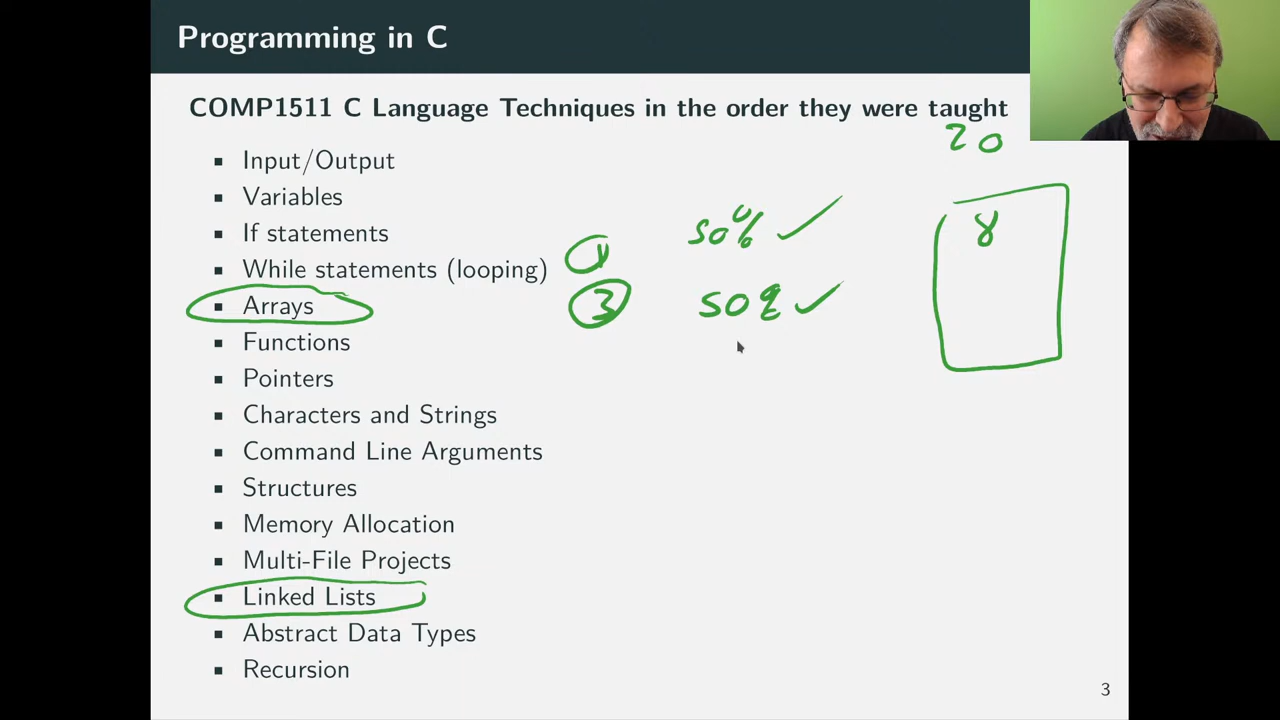 Programming in C
COMP1511 C Language Techniques in the order they were taught
20
▪ Input/Output
▪ Variables
▪ If statements
50% ✓
8
▪ While statements (looping)
1
▪ Arrays
3
50% ✓
▪ Functions
▪ Pointers
▪ Characters and Strings
▪ Command Line Arguments
▪ Structures
▪ Memory Allocation
▪ Multi-File Projects
▪ Linked Lists
▪ Abstract Data Types
▪ Recursion
3